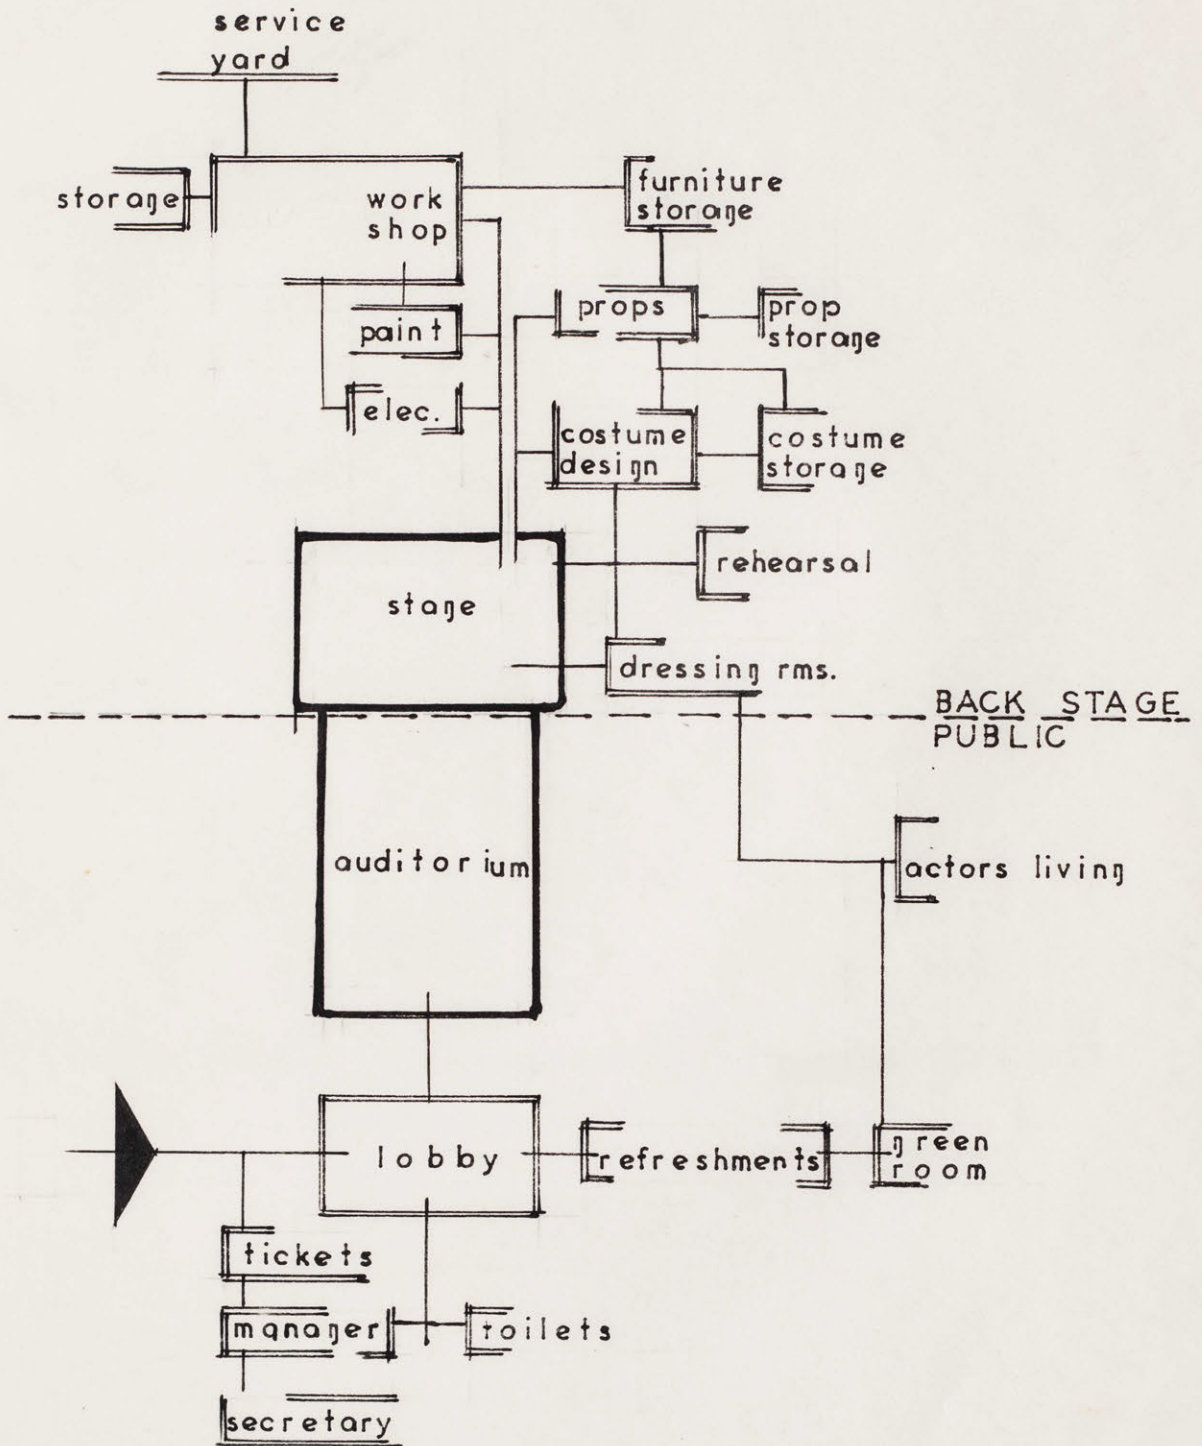 service
yard
storage
work
shop
furniture
storage
paint
props
prop
storage
elec.
costume
design
costume
storage
rehearsal
stage
dressing rms.
BACK STAGE
PUBLIC
auditorium
actors living
lobby
refreshments
green
room
tickets
manager
toilets
secretary